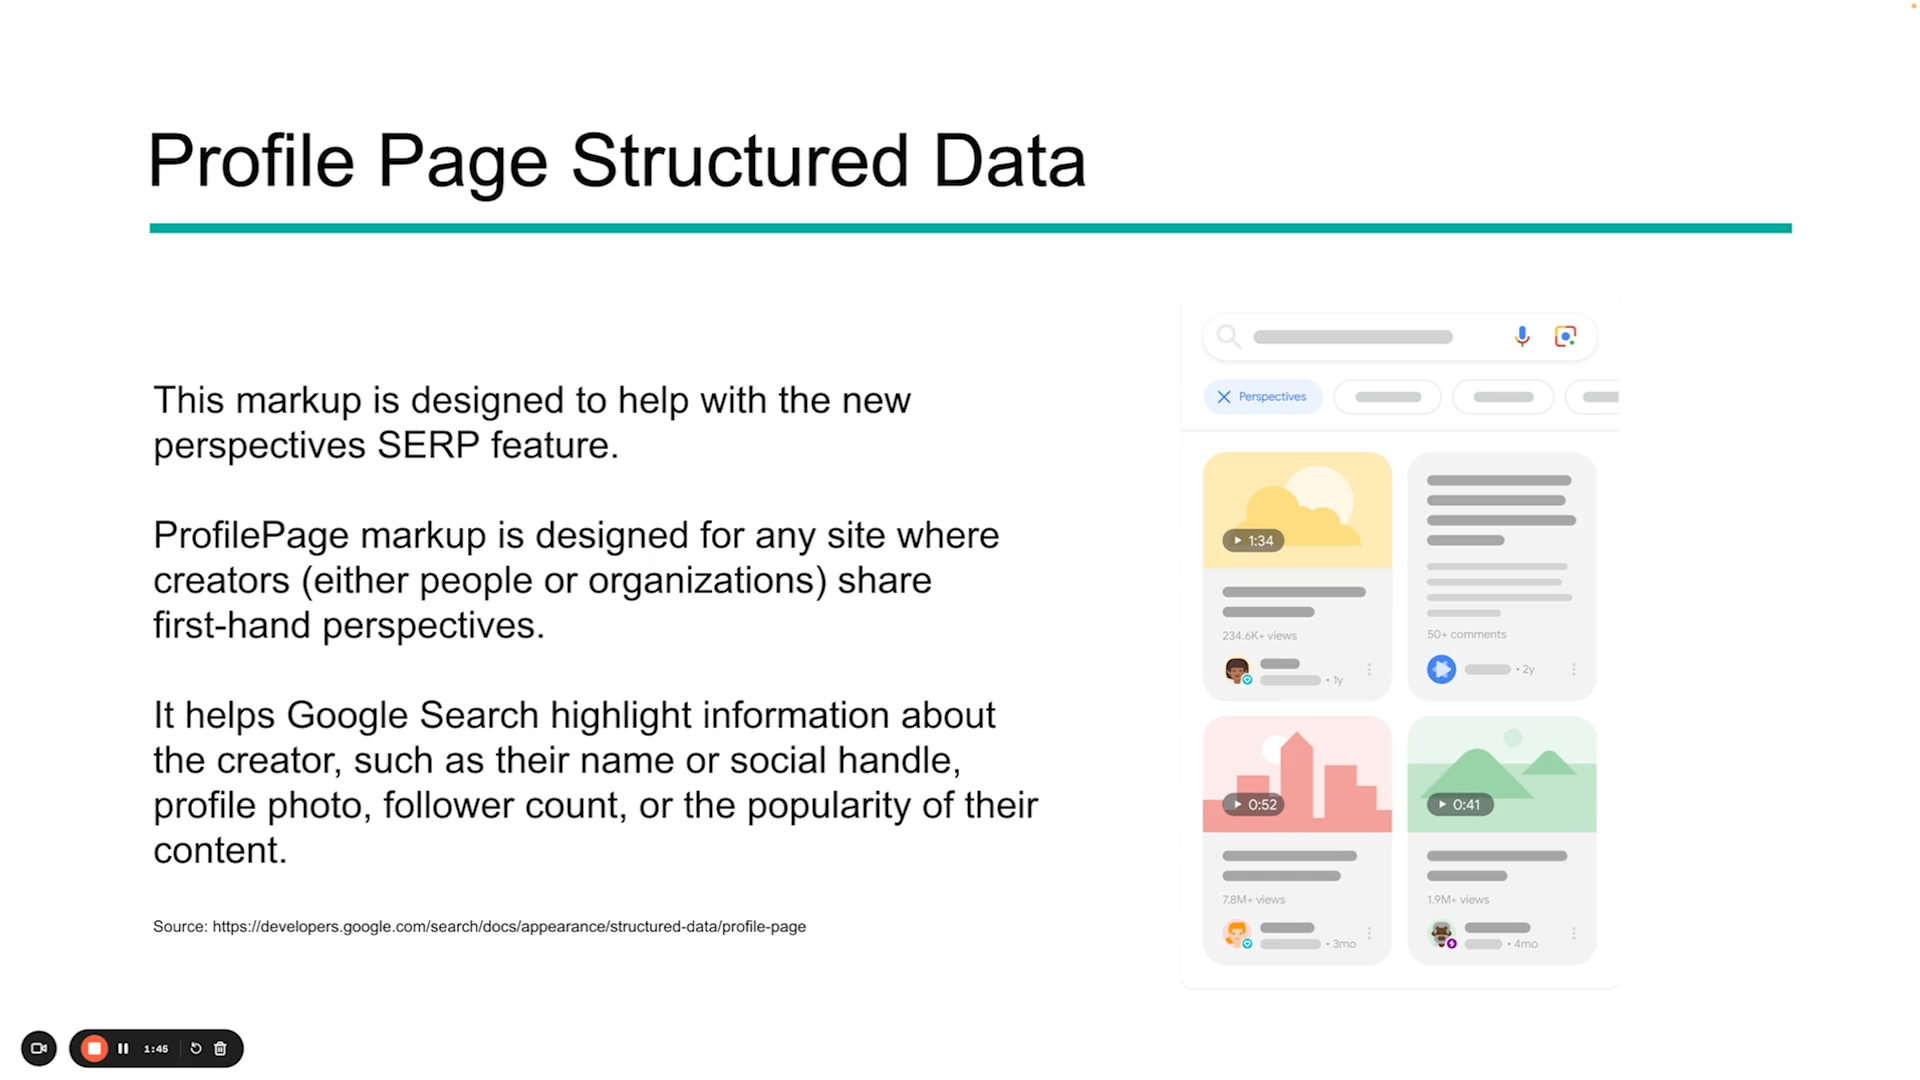 Profile Page Structured Data
This markup is designed to help with the new
perspectives SERP feature.
ProfilePage markup is designed for any site where
creators (either people or organizations) share
first-hand perspectives.
It helps Google Search highlight information about
the creator, such as their name or social handle,
profile photo, follower count, or the popularity of their
content.
Source: https://developers.google.com/search/docs/appearance/structured-data/profile-page
Perspectives
1:34
234.6K+ views
• 1y
50+ comments
• 2y
0:52
7.8M+ views
• 3mo
0:41
1.9M+ views
• 4mo
1:45